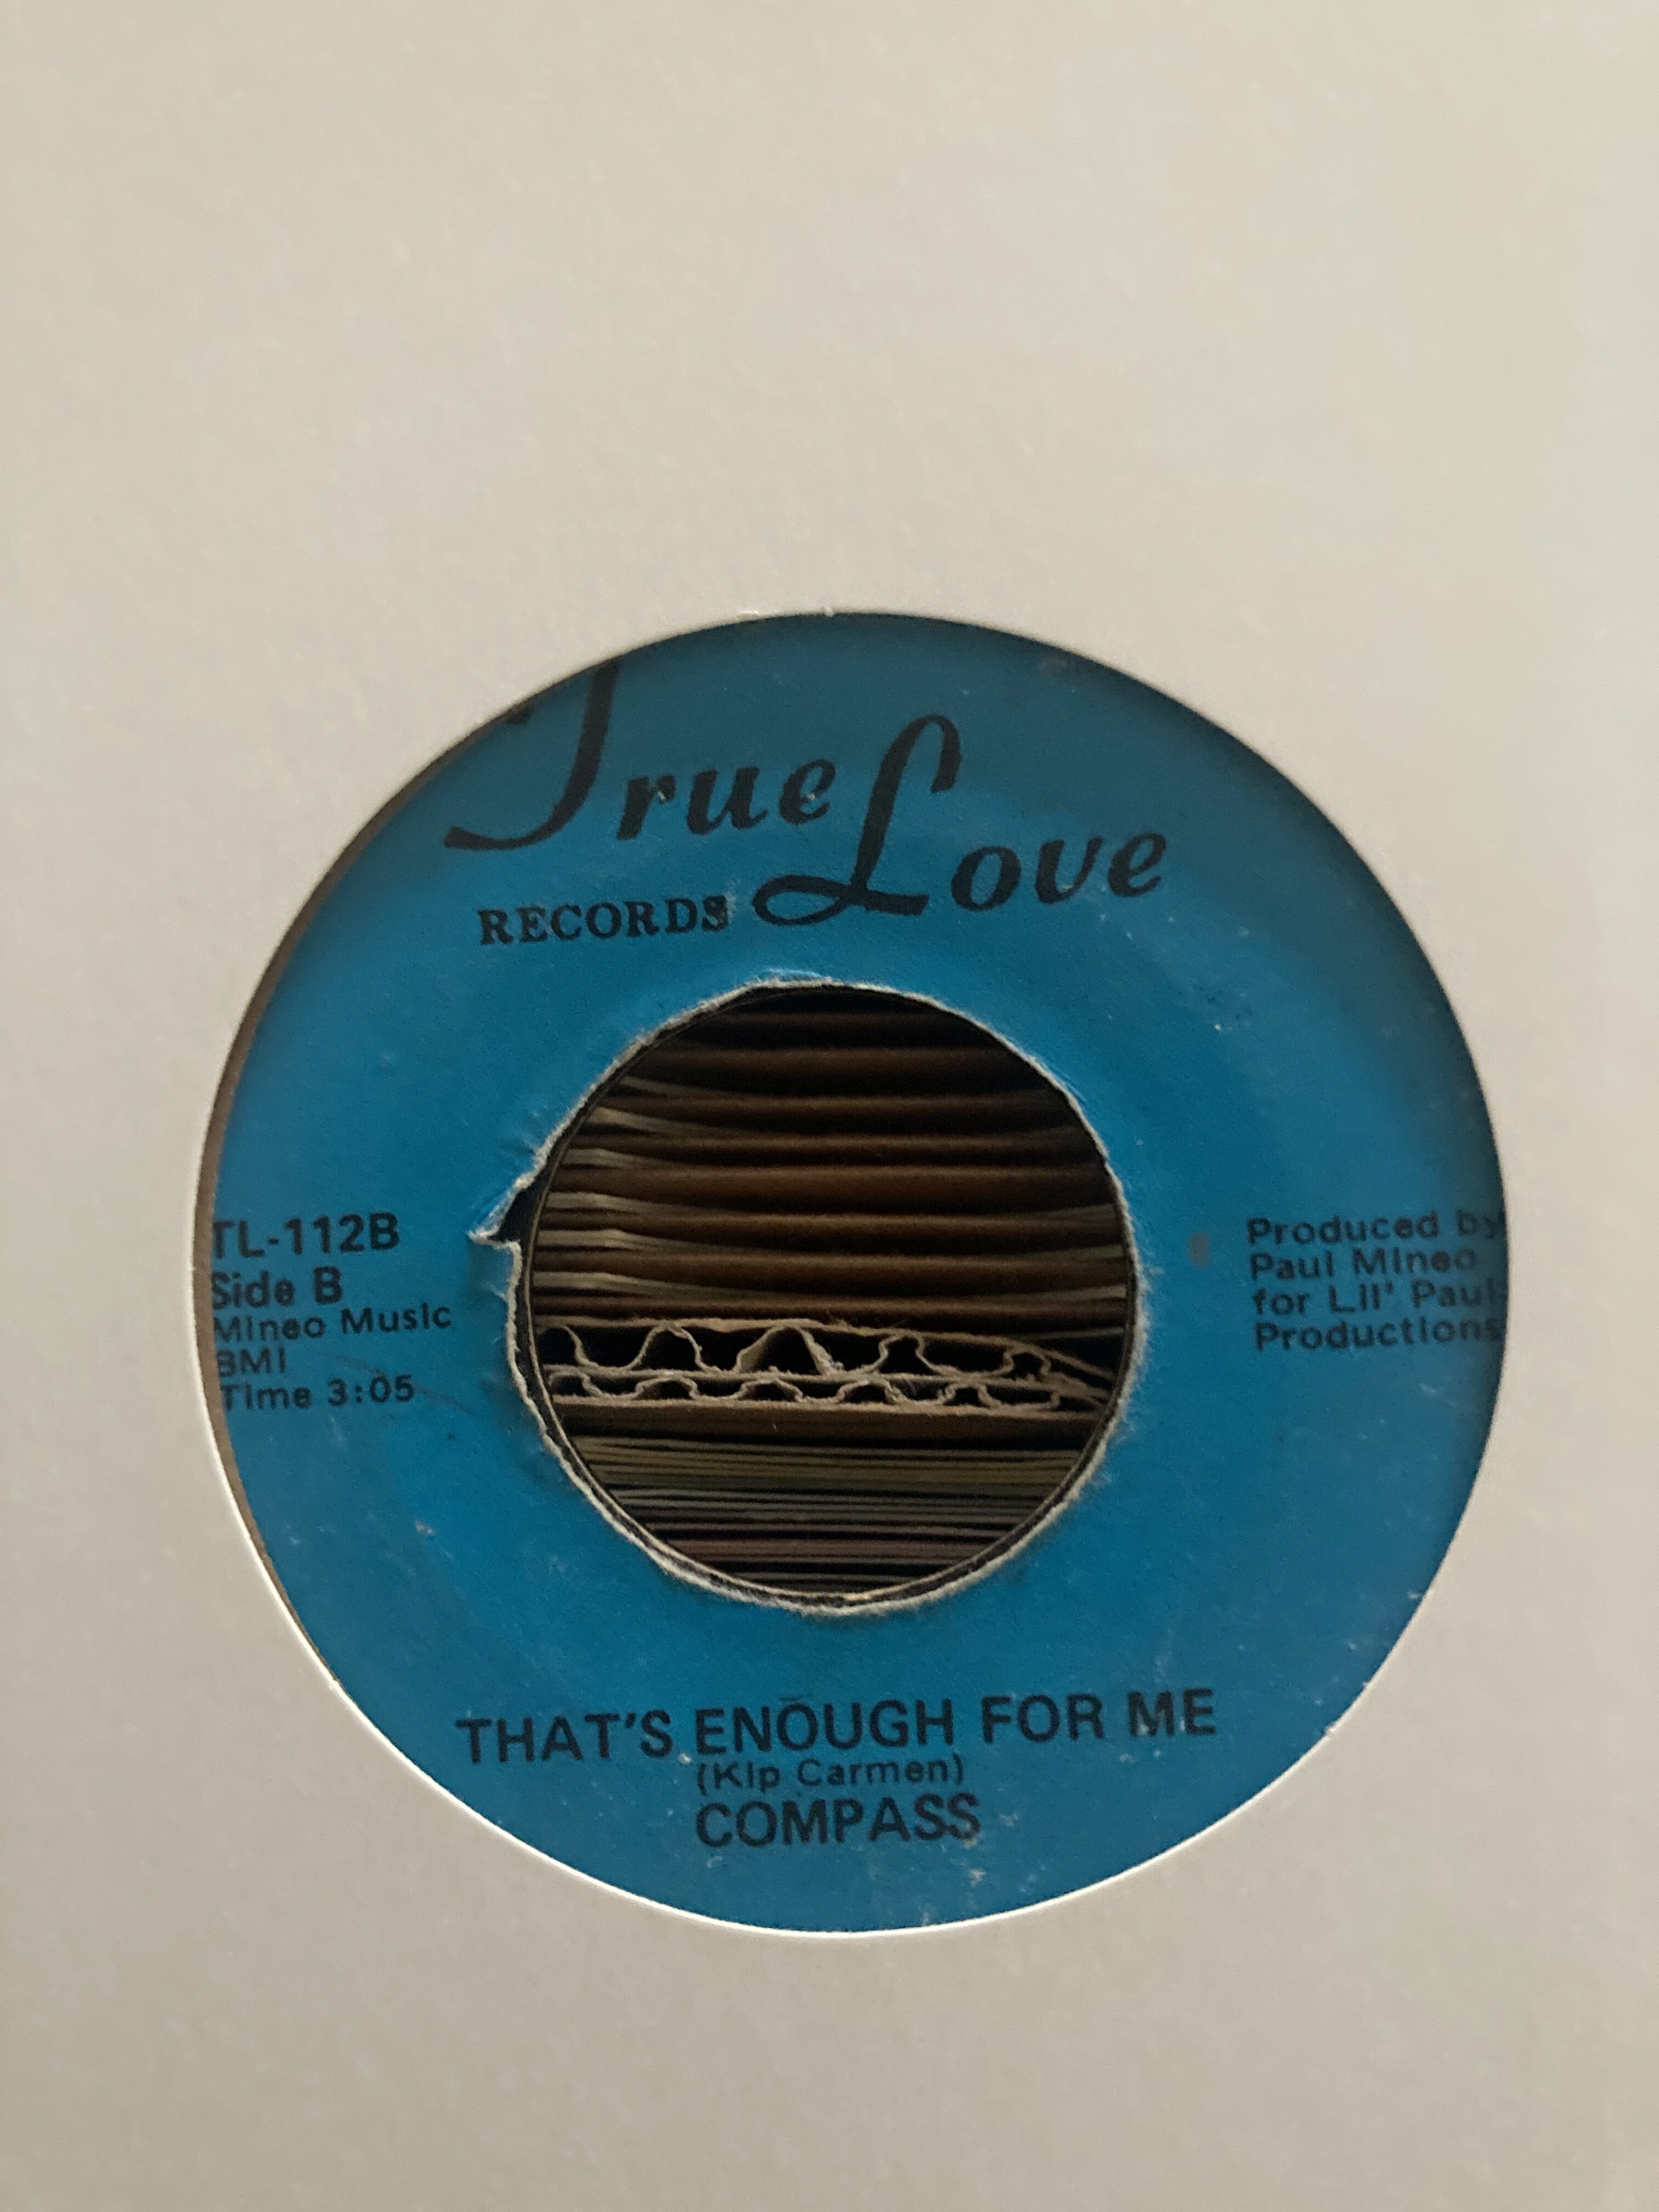 True Love
RECORDS
TL-112B
Side B
Mineo Music
BMI
Time 3:05
Produced by
Paul Mineo
for Lil' Paul
Productions
THAT'S ENOUGH FOR ME
(Kip Carmen)
COMPASS